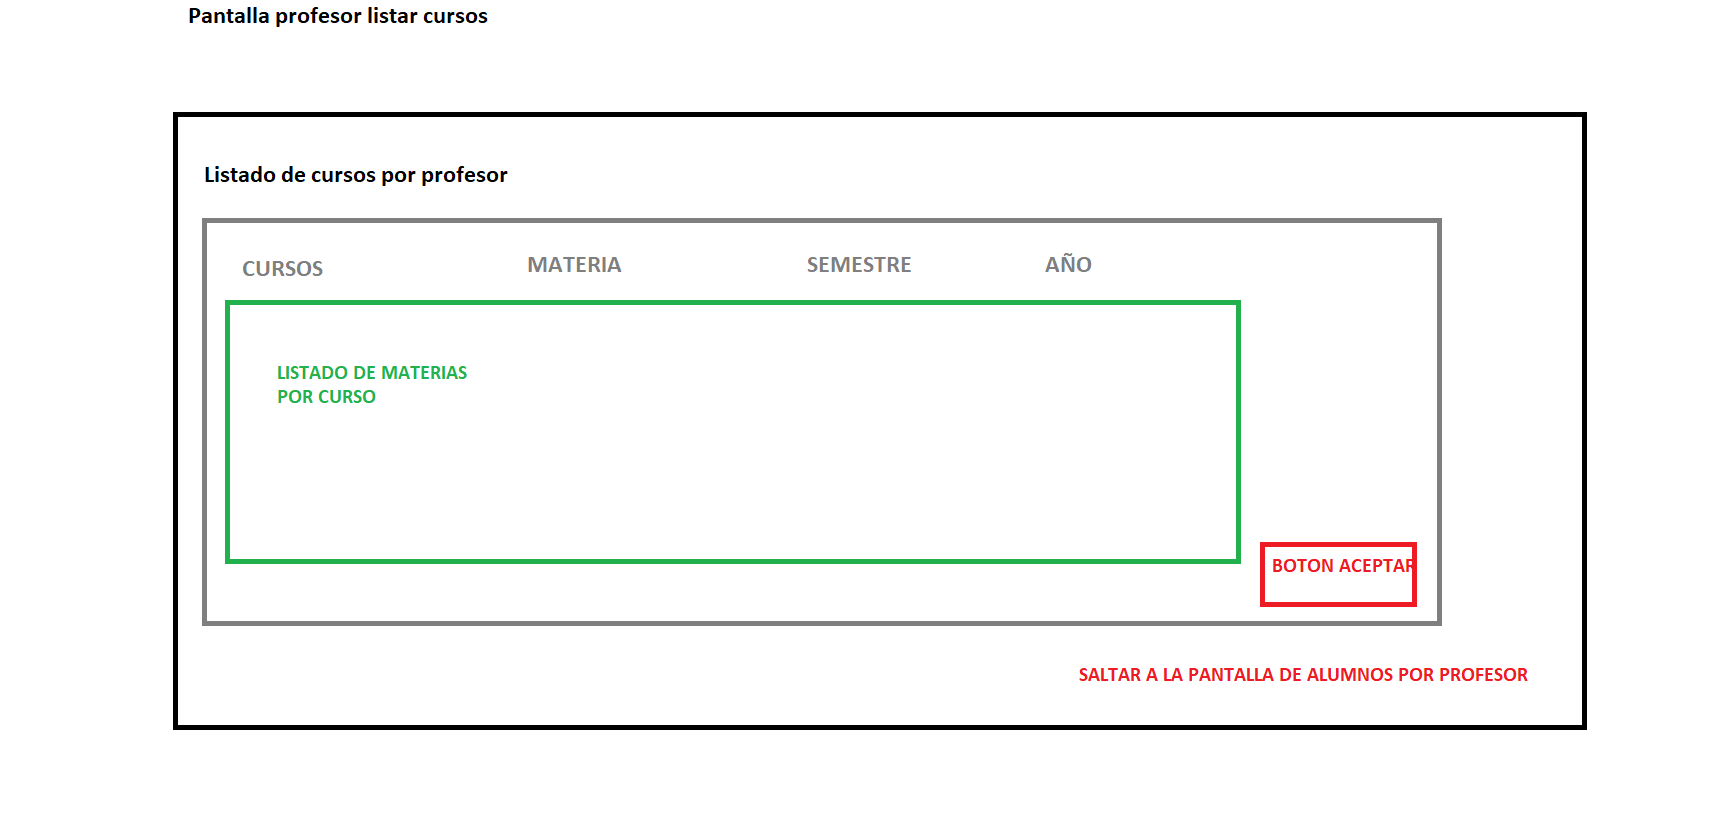 Pantalla profesor listar cursos
Listado de cursos por profesor
CURSOS MATERIA SEMESTRE AÑO
LISTADO DE MATERIAS
POR CURSO
BOTON ACEPTAR
SALTAR A LA PANTALLA DE ALUMNOS POR PROFESOR